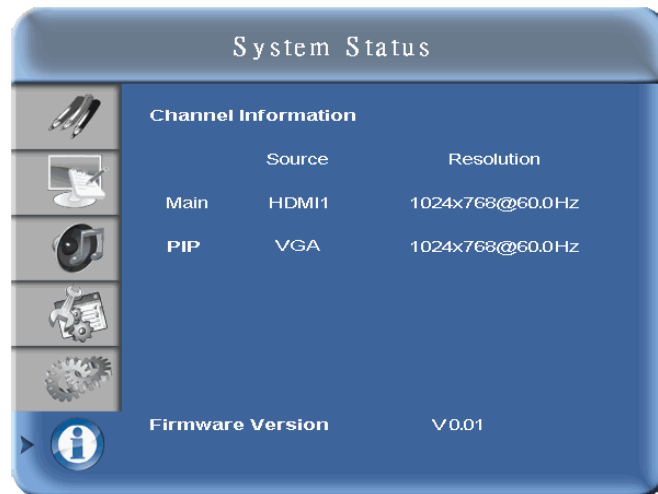 System Status
Channel Information
Source Resolution
Main HDMI1 1024x768@60.0Hz
PIP VGA 1024x768@60.0Hz
Firmware Version V0.01